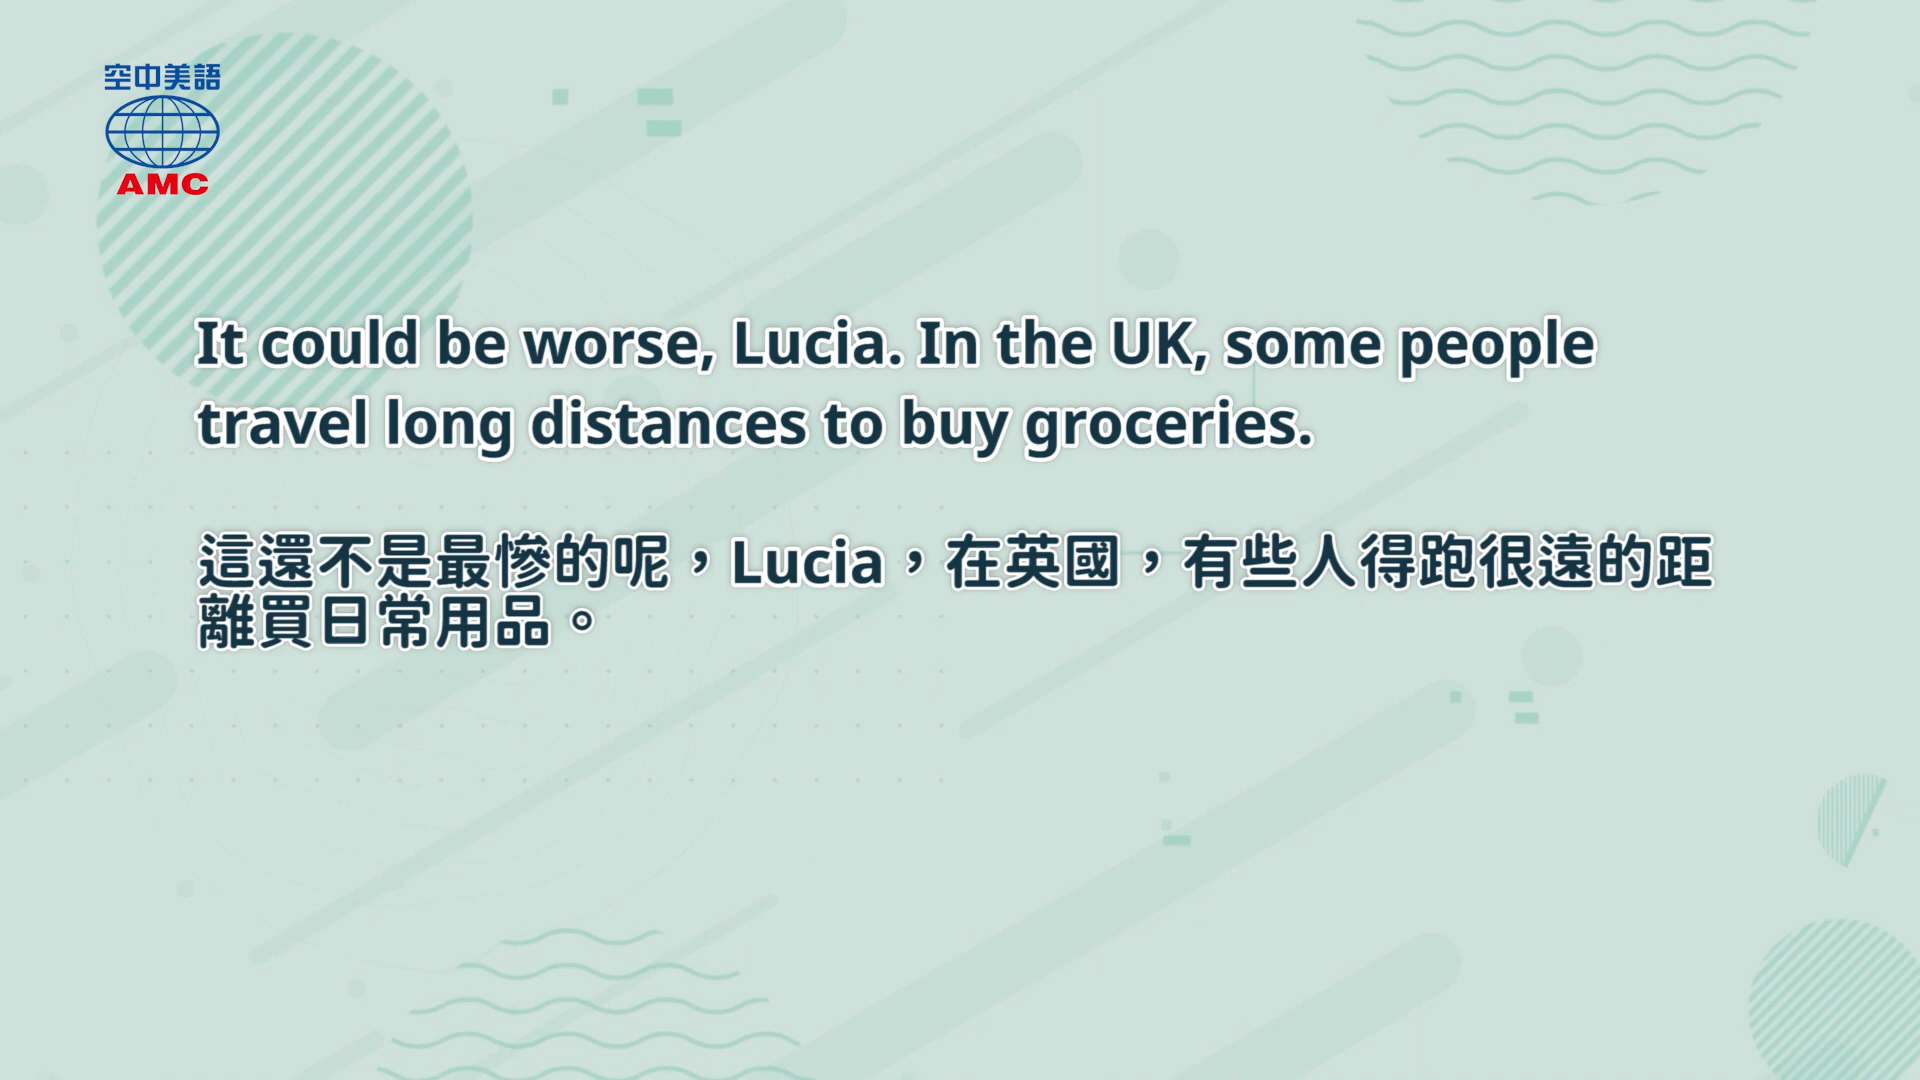 空中美語
AMC
It could be worse, Lucia. In the UK, some people
travel long distances to buy groceries.
這還不是最慘的呢，Lucia，在英國，有些人得跑很遠的距
離買日常用品。